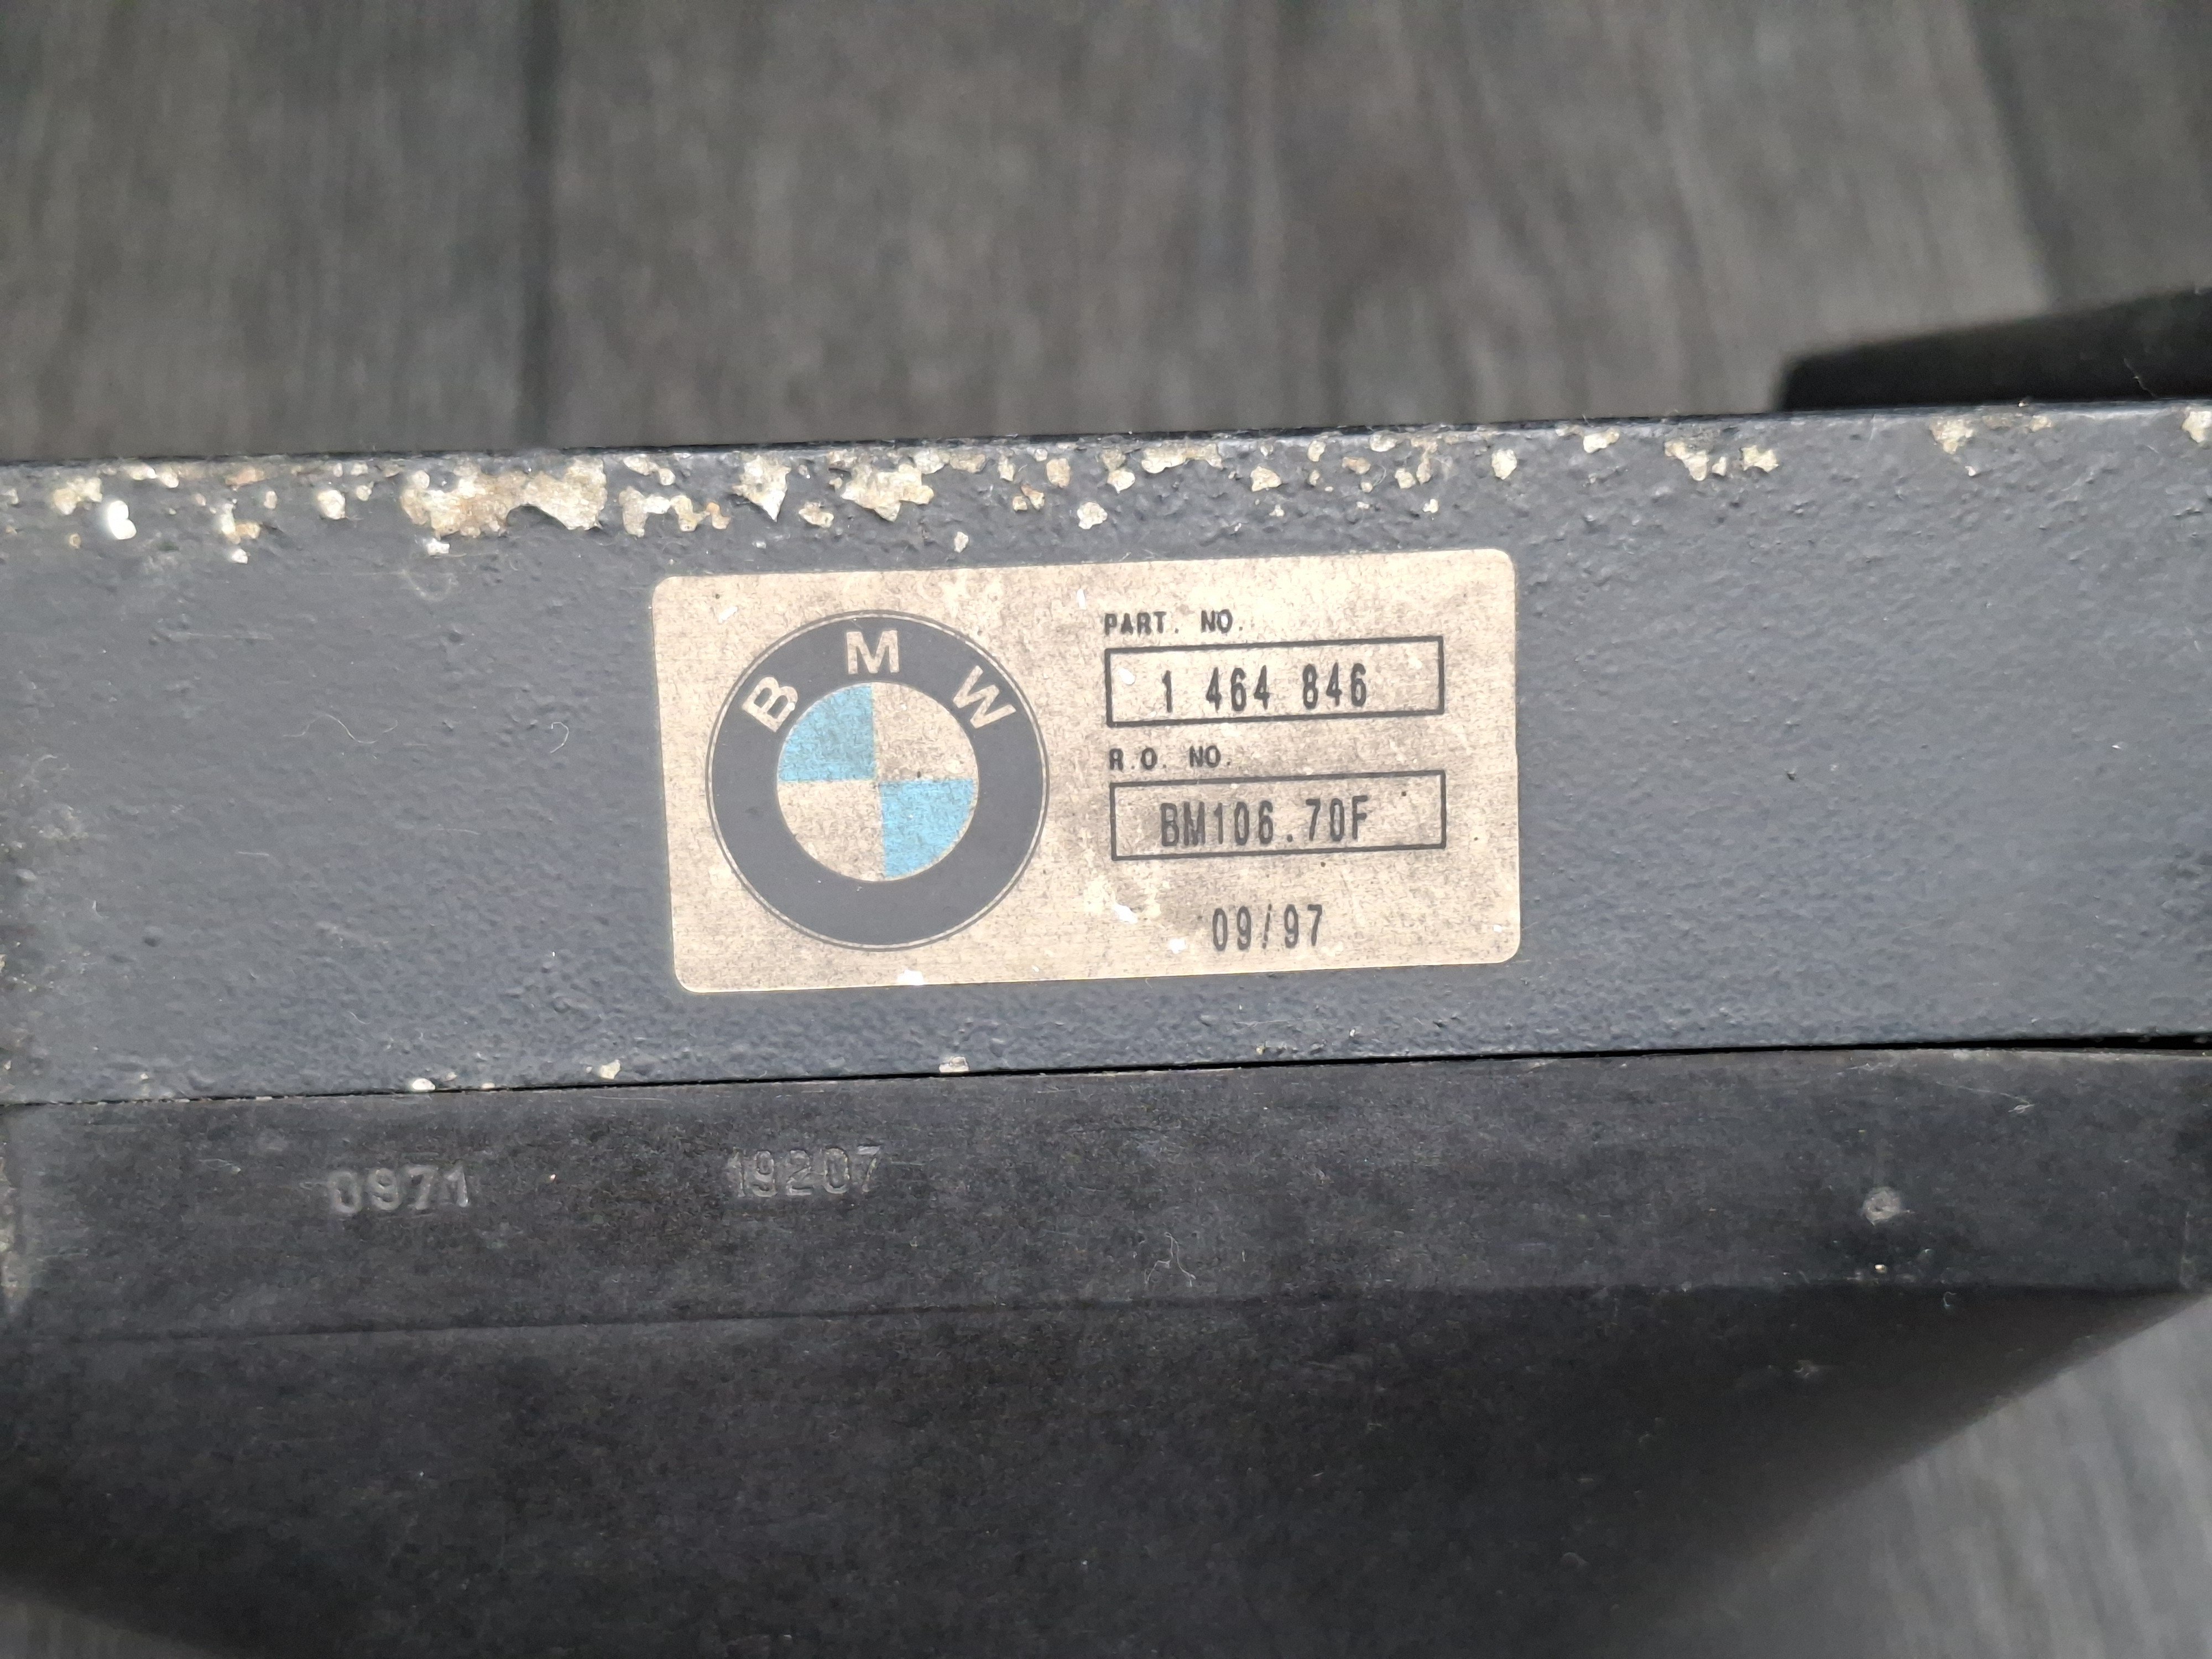 BMW
PART. NO.
1 464 846
R.O. NO.
BM106.70F
09/97
0971 19207